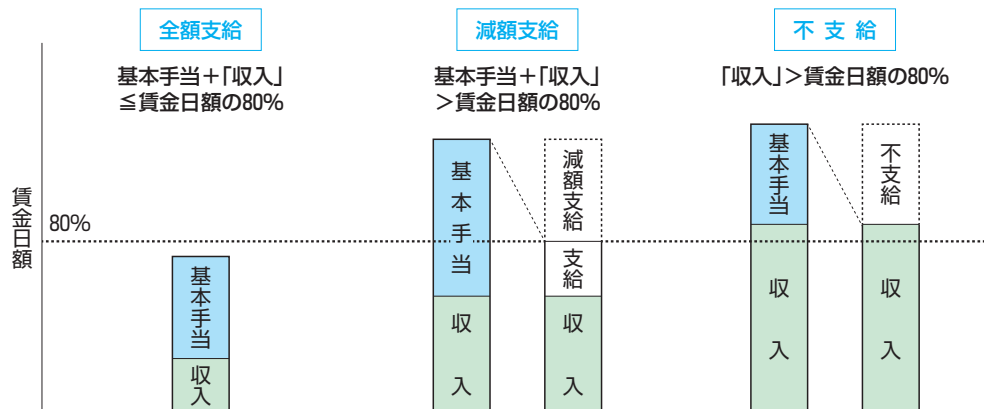 全額支給
基本手当＋｢収入｣
≦賃金日額の80%
減額支給
基本手当＋｢収入｣
＞賃金日額の80%
不支給
｢収入｣＞賃金日額の80%
賃金日額
80%
基本手当
収入
基本手当
収入
減額支給
支給
収入
基本手当
収入
不支給
収入